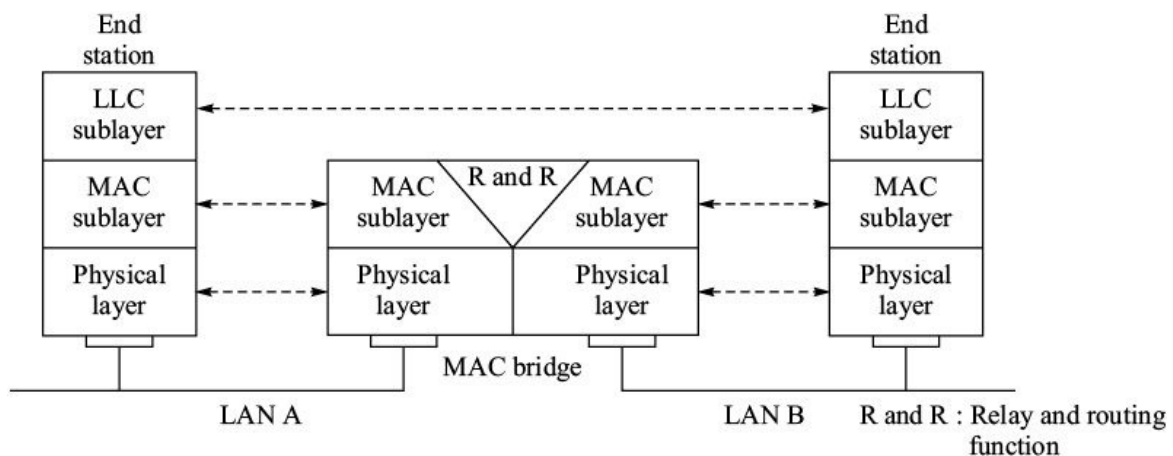 End
station
LLC
sublayer
MAC
sublayer
Physical
layer
R and R
MAC
sublayer
MAC
sublayer
Physical
layer
Physical
layer
MAC bridge
End
station
LLC
sublayer
MAC
sublayer
Physical
layer
LAN A
LAN B
R and R : Relay and routing
function